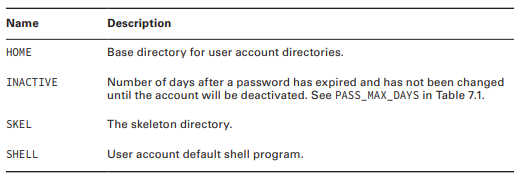 Name Description
HOME Base directory for user account directories.
INACTIVE Number of days after a password has expired and has not been changed
until the account will be deactivated. See PASS_MAX_DAYS in Table 7.1.
SKEL The skeleton directory.
SHELL User account default shell program.